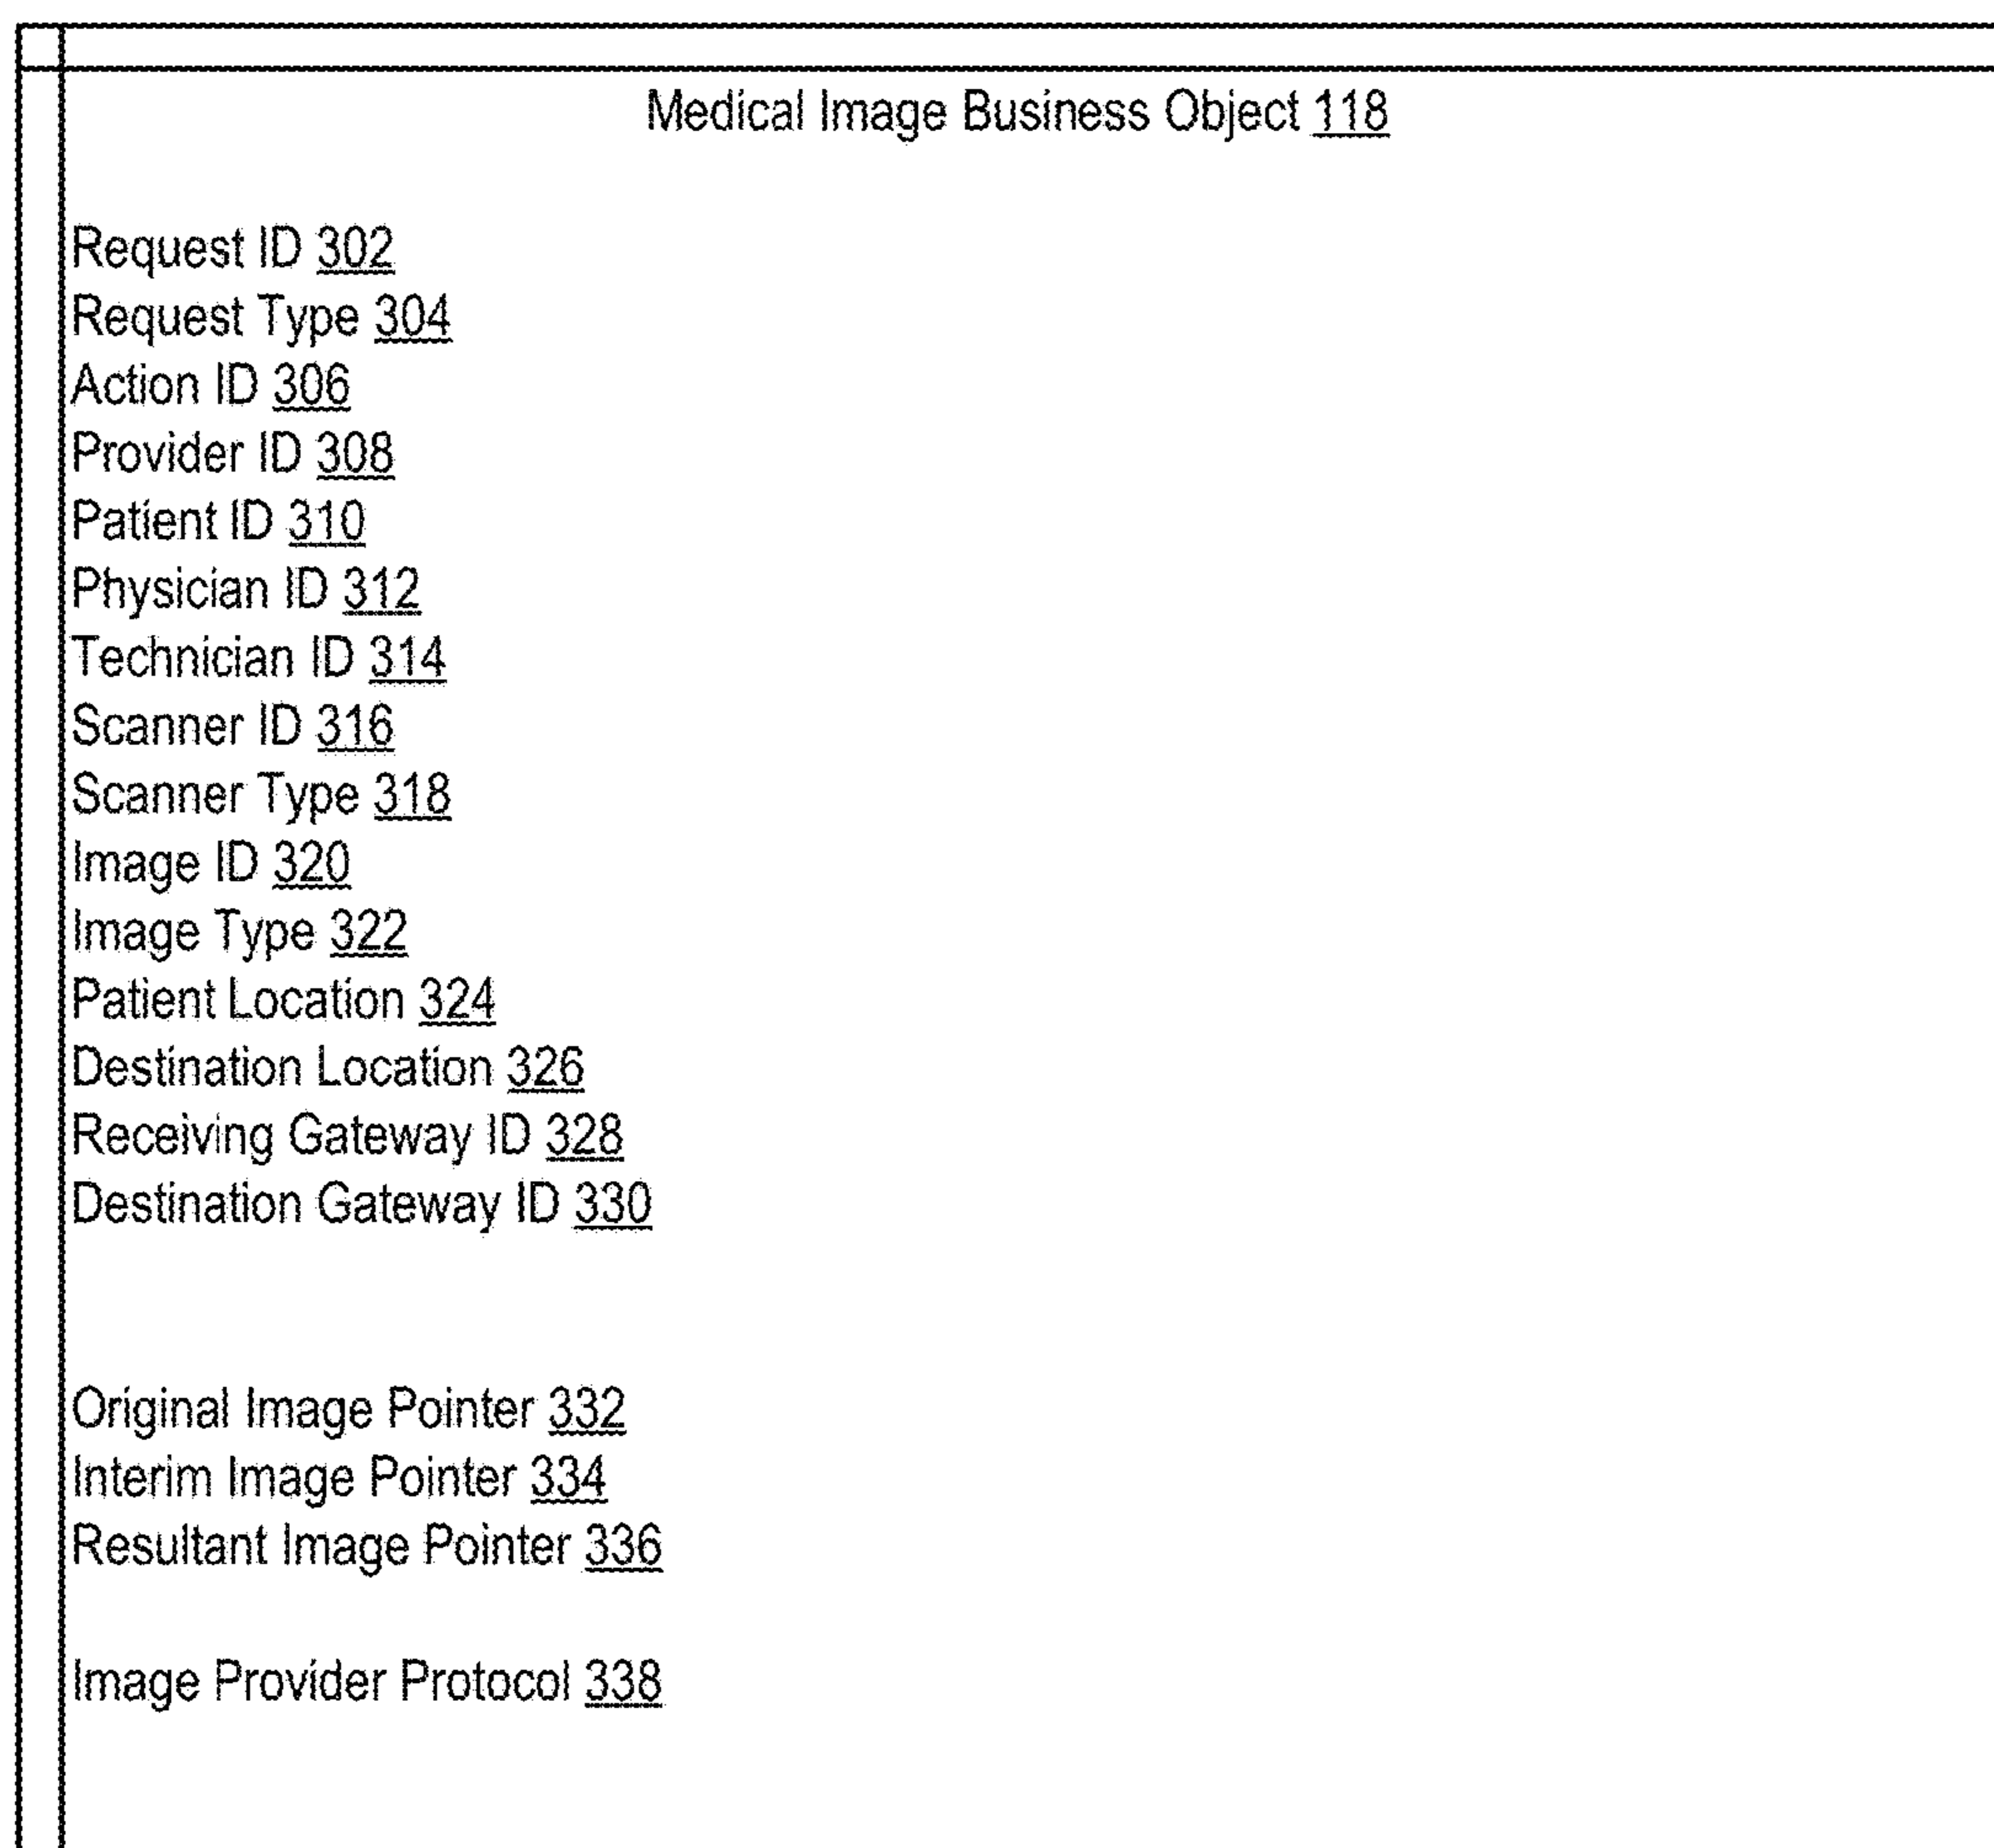 Medical Image Business Object 118
Request ID 302
Request Type 304
Action ID 306
Provider ID 308
Patient ID 310
Physician ID 312
Technician ID 314
Scanner ID 316
Scanner Type 318
Image ID 320
Image Type 322
Patient Location 324
Destination Location 326
Receiving Gateway ID 328
Destination Gateway ID 330
Original Image Pointer 332
Interim Image Pointer 334
Resultant Image Pointer 336
Image Provider Protocol 338